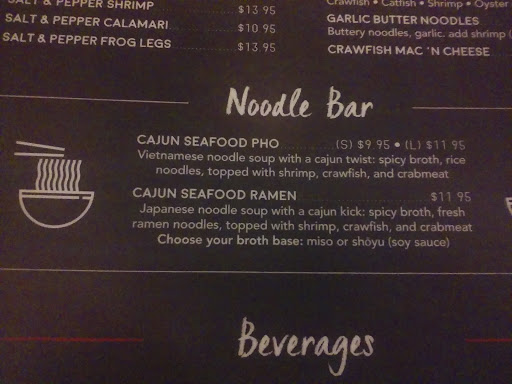 SALT & PEPPER SHRIMP $13.95
SALT & PEPPER CALAMARI $10.95
SALT & PEPPER FROG LEGS $13.95
Crawfish • Catfish • Shrimp • Oyster
GARLIC BUTTER NOODLES
Buttery noodles, garlic. add shrimp
CRAWFISH MAC 'N CHEESE
Noodle Bar
CAJUN SEAFOOD PHO (S) $9.95 • (L) $11.95
Vietnamese noodle soup with a cajun twist: spicy broth, rice
noodles, topped with shrimp, crawfish, and crabmeat
CAJUN SEAFOOD RAMEN $11.95
Japanese noodle soup with a cajun kick: spicy broth, fresh
ramen noodles, topped with shrimp, crawfish, and crabmeat
Choose your broth base: miso or shōyu (soy sauce)
Beverages